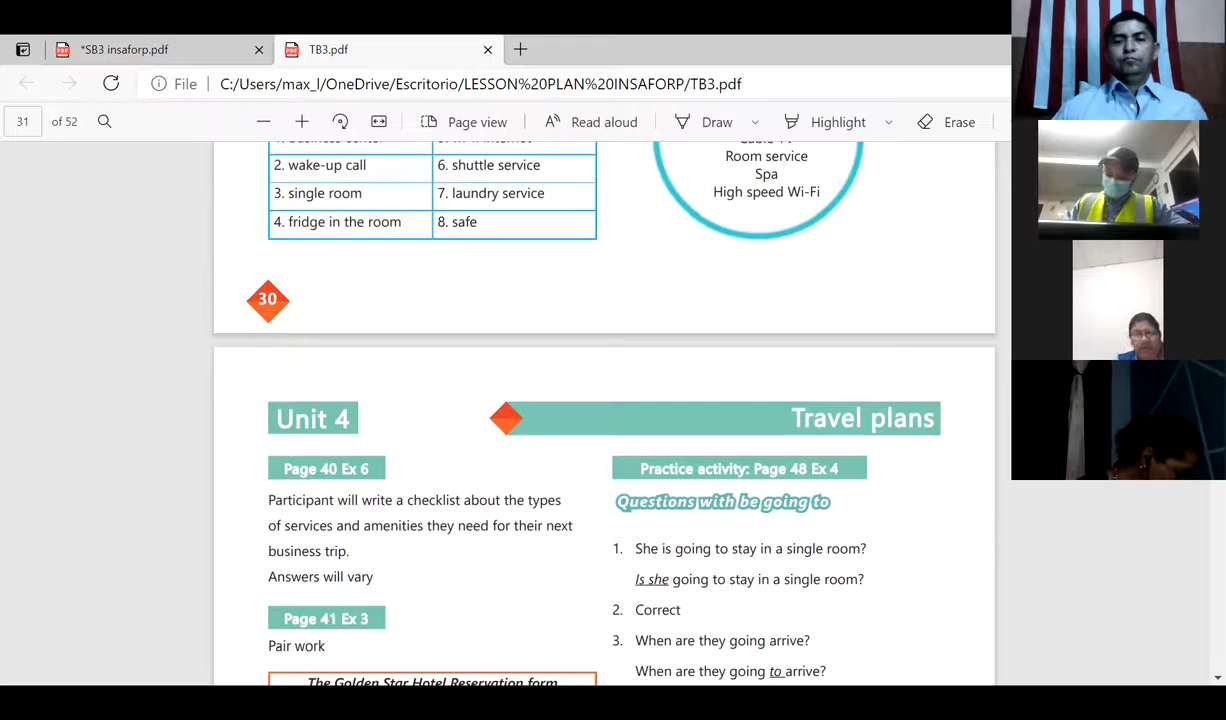 *SB3 insaforp.pdf
TB3.pdf
File C:/Users/max_l/OneDrive/Escritorio/LESSON%20PLAN%20INSAFORP/TB3.pdf
31 of 52 Page view Read aloud Draw Highlight Erase
2. wake-up call 6. shuttle service
3. single room 7. laundry service
4. fridge in the room 8. safe
Room service
Spa
High speed Wi-Fi
30
Unit 4 Travel plans
Page 40 Ex 6
Participant will write a checklist about the types
of services and amenities they need for their next
business trip.
Answers will vary
Page 41 Ex 3
Pair work
The Golden Star Hotel Reservation form
Practice activity: Page 48 Ex 4
Questions with be going to
1. She is going to stay in a single room?
Is she going to stay in a single room?
2. Correct
3. When are they going arrive?
When are they going to arrive?